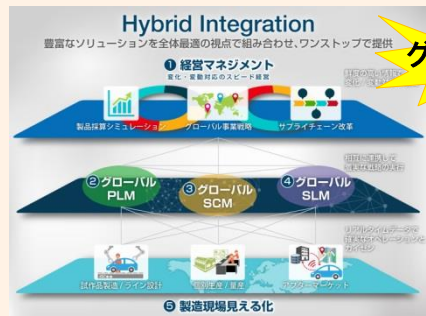 Hybrid Integration
豊富なソリューションを全体最適の視点で組み合わせ、ワンストップで提供
グ
❶ 経営マネジメント
変化・変動対応のスピード経営
製品採算シミュレーション
グローバル事業戦略
サプライチェーン改革
②グローバル
PLM
③グローバル
SCM
④グローバル
SLM
試作品製造/ライン設計
アフターマーケット
❺ 製造現場見える化